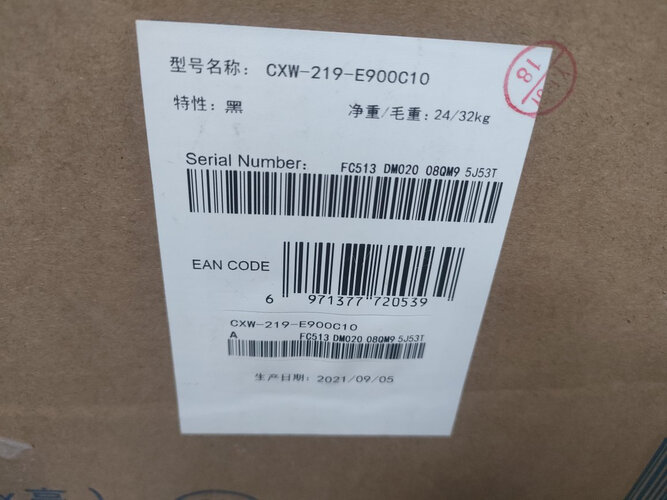 型号名称: CXW-219-E900C10
特性: 黑 净重/毛重: 24/32kg
Serial Number: FC513 DM020 08QM9 5J53T
EAN CODE
6 971377 720539
CXW-219-E900C10
A FC513 DM020 08QM9 5J53T
生产日期: 2021/09/05
18